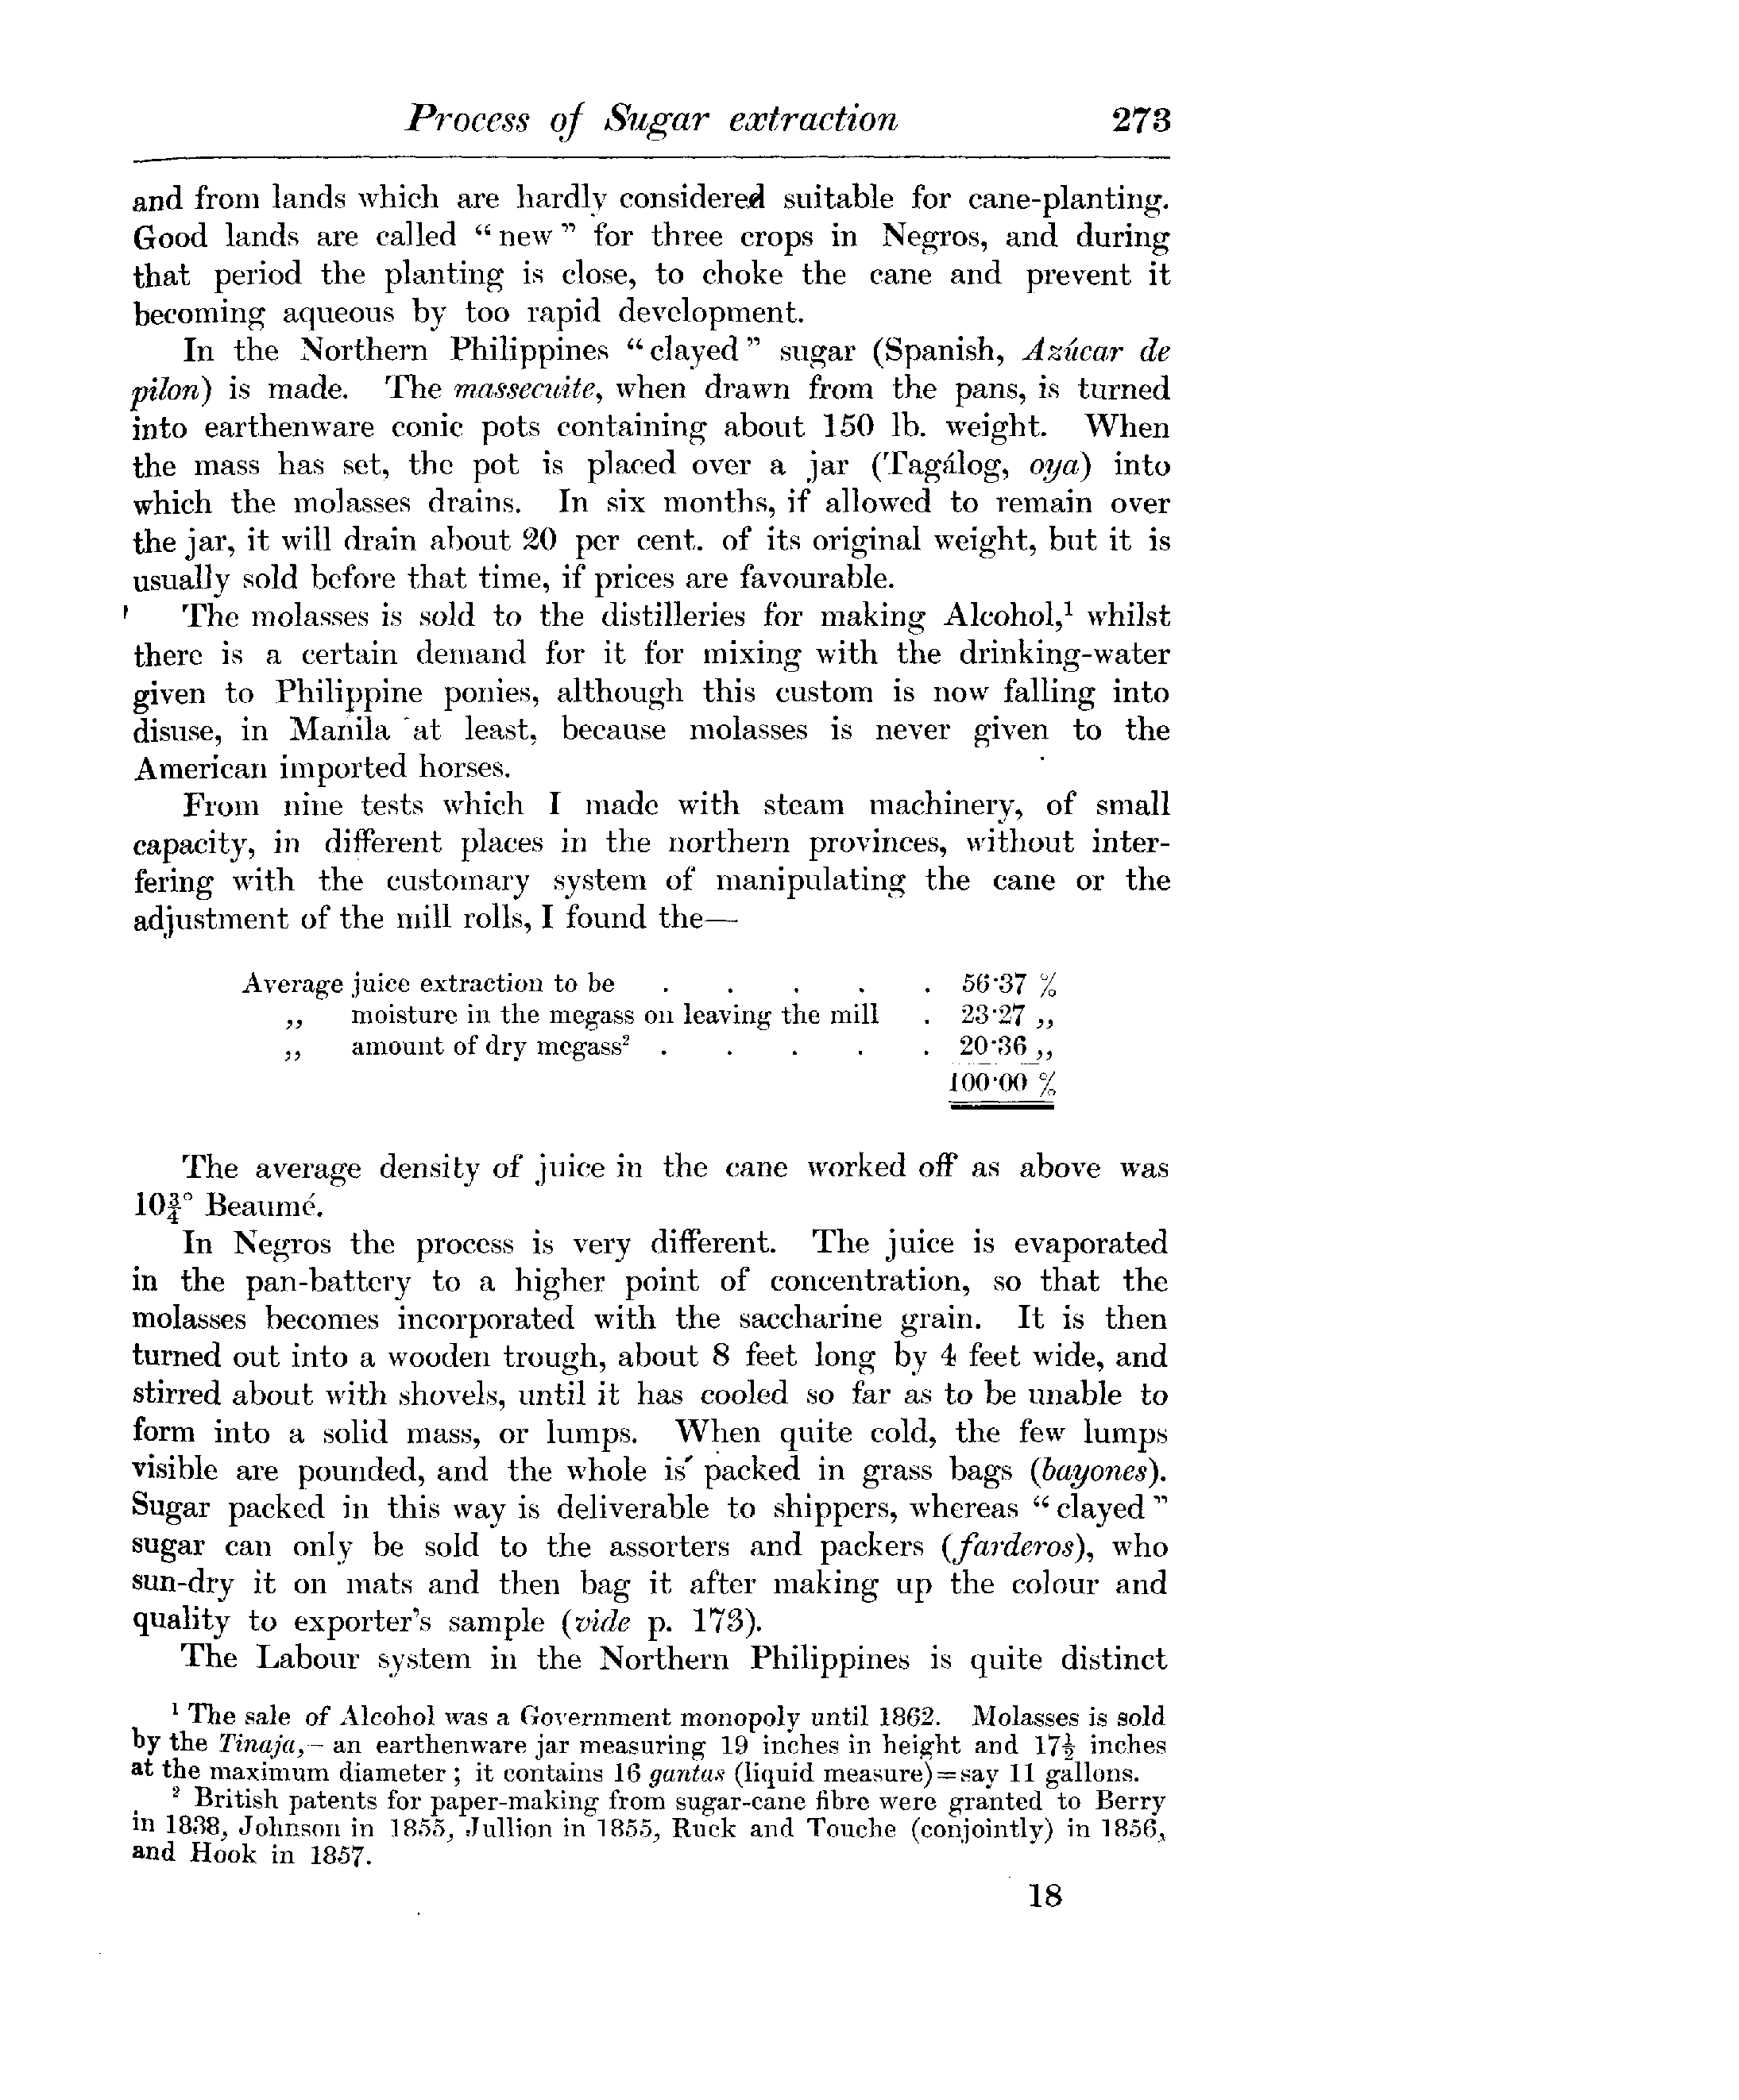 Process of Sugar extraction 273
and from lands which are hardly considered suitable for cane-planting.
Good lands are called "new" for three crops in Negros, and during
that period the planting is close, to choke the cane and prevent it
becoming aqueous by too rapid development.
In the Northern Philippines "clayed" sugar (Spanish, Azúcar de
pilon) is made. The massecuite, when drawn from the pans, is turned
into earthenware conic pots containing about 150 lb. weight. When
the mass has set, the pot is placed over a jar (Tagálog, oya) into
which the molasses drains. In six months, if allowed to remain over
the jar, it will drain about 20 per cent. of its original weight, but it is
usually sold before that time, if prices are favourable.
The molasses is sold to the distilleries for making Alcohol,¹ whilst
there is a certain demand for it for mixing with the drinking-water
given to Philippine ponies, although this custom is now falling into
disuse, in Manila at least, because molasses is never given to the
American imported horses.
From nine tests which I made with steam machinery, of small
capacity, in different places in the northern provinces, without inter-
fering with the customary system of manipulating the cane or the
adjustment of the mill rolls, I found the—
Average juice extraction to be . . . . . 56·37 %
„ moisture in the megass on leaving the mill . 23·27 „
„ amount of dry megass² . . . . . 20·36 „
100·00 %
The average density of juice in the cane worked off as above was
10¾° Beaumé.
In Negros the process is very different. The juice is evaporated
in the pan-battery to a higher point of concentration, so that the
molasses becomes incorporated with the saccharine grain. It is then
turned out into a wooden trough, about 8 feet long by 4 feet wide, and
stirred about with shovels, until it has cooled so far as to be unable to
form into a solid mass, or lumps. When quite cold, the few lumps
visible are pounded, and the whole is packed in grass bags (bayones).
Sugar packed in this way is deliverable to shippers, whereas "clayed"
sugar can only be sold to the assorters and packers (farderos), who
sun-dry it on mats and then bag it after making up the colour and
quality to exporter's sample (vide p. 173).
The Labour system in the Northern Philippines is quite distinct
¹ The sale of Alcohol was a Government monopoly until 1862. Molasses is sold
by the Tinaja,– an earthenware jar measuring 19 inches in height and 17½ inches
at the maximum diameter; it contains 16 gantas (liquid measure)=say 11 gallons.
² British patents for paper-making from sugar-cane fibre were granted to Berry
in 1838, Johnson in 1855, Jullion in 1855, Ruck and Touche (conjointly) in 1856,
and Hook in 1857.
18